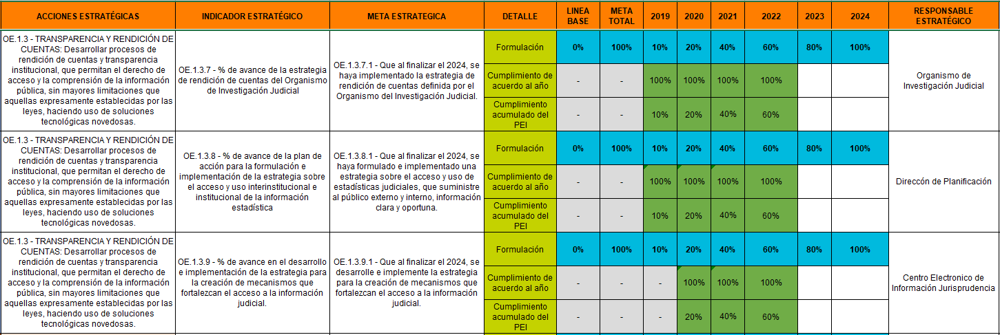 ACCIONES ESTRATÉGICAS
INDICADOR ESTRATÉGICO
META ESTRATEGICA
DETALLE
LINEA
BASE
META
TOTAL
2019
2020
2021
2022
2023
2024
RESPONSABLE
ESTRATÉGICO
OE.1.3 - TRANSPARENCIA Y RENDICIÓN DE
CUENTAS: Desarrollar procesos de
rendición de cuentas y transparencia
institucional, que permitan el derecho de
acceso y la comprensión de la información
pública, sin mayores limitaciones que
aquellas expresamente establecidas por las
leyes, haciendo uso de soluciones
tecnológicas novedosas.
OE.1.3.7 - % de avance de la estrategia
de rendición de cuentas del Organismo
de Investigación Judicial
OE.1.3.7.1 - Que al finalizar el 2024, se
haya implementado la estrategia de
rendición de cuentas definida por el
Organismo del Investigación Judicial.
Formulación
0%
100%
10%
20%
40%
60%
80%
100%
Cumplimiento de
acuerdo al año
-
-
100%
100%
100%
100%
Cumplimiento
acumulado del
PEI
-
-
10%
20%
40%
60%
Organismo de
Investigación Judicial
OE.1.3 - TRANSPARENCIA Y RENDICIÓN DE
CUENTAS: Desarrollar procesos de
rendición de cuentas y transparencia
institucional, que permitan el derecho de
acceso y la comprensión de la información
pública, sin mayores limitaciones que
aquellas expresamente establecidas por las
leyes, haciendo uso de soluciones
tecnológicas novedosas.
OE.1.3.8 - % de avance de la plan de
acción para la formulación e
implementación de la estrategia sobre
el acceso y uso interinstitucional e
institucional de la información
estadística
OE.1.3.8.1 - Que al finalizar el 2024, se
haya formulado e implementado una
estrategia sobre el acceso y uso de
estadísticas judiciales, que suministre
al público externo y interno, información
clara y oportuna.
Formulación
0%
100%
10%
20%
40%
60%
80%
100%
Cumplimiento de
acuerdo al año
-
-
100%
100%
100%
100%
Cumplimiento
acumulado del
PEI
-
-
10%
20%
40%
60%
Direccón de Planificación
OE.1.3 - TRANSPARENCIA Y RENDICIÓN DE
CUENTAS: Desarrollar procesos de
rendición de cuentas y transparencia
institucional, que permitan el derecho de
acceso y la comprensión de la información
pública, sin mayores limitaciones que
aquellas expresamente establecidas por las
leyes, haciendo uso de soluciones
tecnológicas novedosas.
OE.1.3.9 - % de avance en el desarrollo
e implementación de la estrategia para
la creación de mecanismos que
fortalezcan el acceso a la información
judicial.
OE.1.3.9.1 - Que al finalizar el 2024, se
desarrolle e implemente la estrategia
para la creación de mecanismos que
fortalezcan el acceso a la información
judicial.
Formulación
0%
100%
10%
20%
40%
60%
80%
100%
Cumplimiento de
acuerdo al año
-
-
-
100%
100%
100%
Cumplimiento
acumulado del
PEI
-
-
-
20%
40%
60%
Centro Electronico de
Información Jurisprudencia